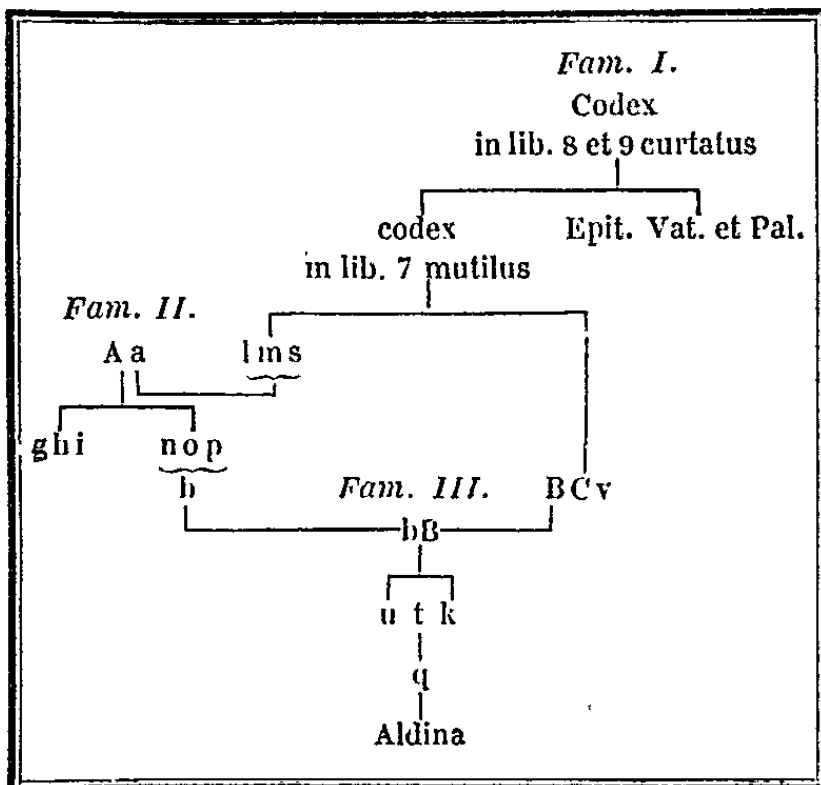 Fam. I.
Codex
in lib. 8 et 9 curtatus
codex Epit. Vat. et Pal.
in lib. 7 mutilus
Fam. II.
A a l m s
g h i n o p
b Fam. III. B C v
bB
u t k
q
Aldina